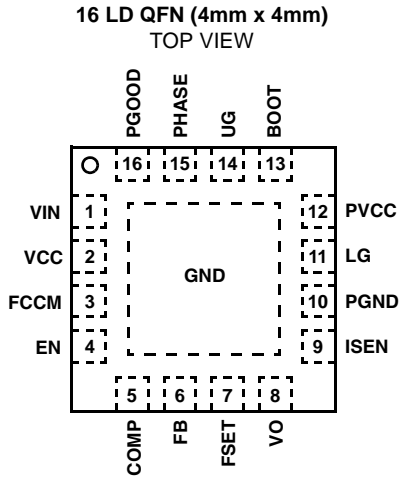 16 LD QFN (4mm x 4mm)
TOP VIEW
PGOOD
PHASE
UG
BOOT
16
15
14
13
VIN 1
VCC 2
FCCM 3
EN 4
GND
12 PVCC
11 LG
10 PGND
9 ISEN
5
6
7
8
COMP
FB
FSET
VO